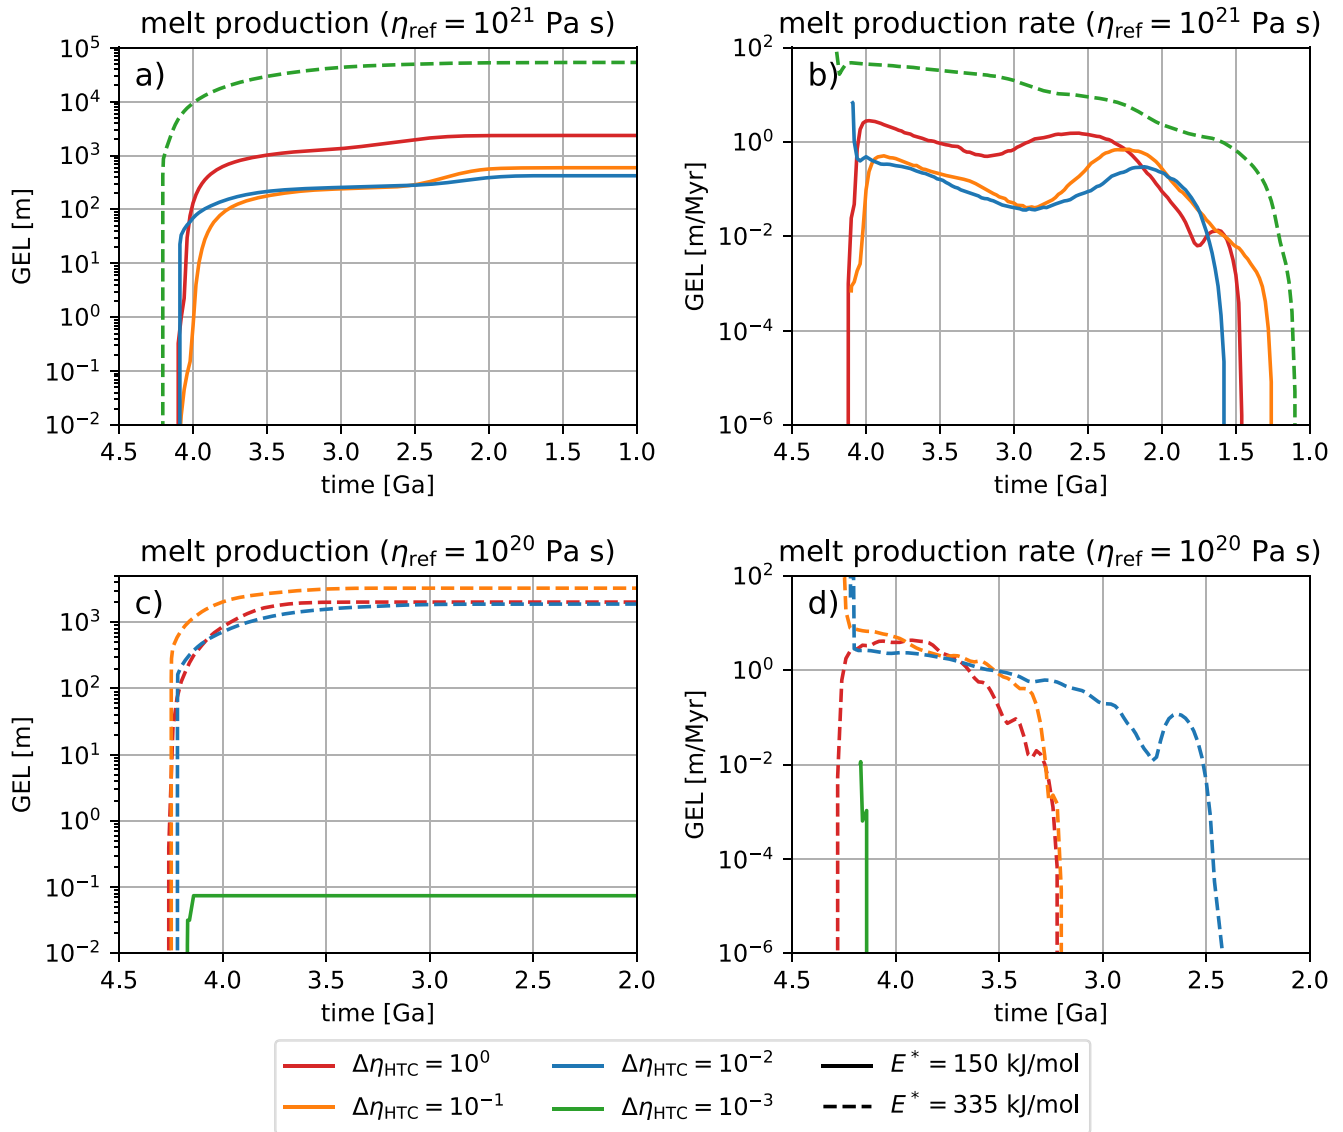 melt production (η_ref = 10^21 Pa s)
a)
10^5
10^4
10^3
10^2
10^1
10^0
10^-1
10^-2
GEL [m]
4.5 4.0 3.5 3.0 2.5 2.0 1.5 1.0
time [Ga]
melt production rate (η_ref = 10^21 Pa s)
b)
10^2
10^0
10^-2
10^-4
10^-6
GEL [m/Myr]
4.5 4.0 3.5 3.0 2.5 2.0 1.5 1.0
time [Ga]
melt production (η_ref = 10^20 Pa s)
c)
10^3
10^2
10^1
10^0
10^-1
10^-2
GEL [m]
4.5 4.0 3.5 3.0 2.5 2.0
time [Ga]
melt production rate (η_ref = 10^20 Pa s)
d)
10^2
10^0
10^-2
10^-4
10^-6
GEL [m/Myr]
4.5 4.0 3.5 3.0 2.5 2.0
time [Ga]
Δη_HTC = 10^0
Δη_HTC = 10^-1
Δη_HTC = 10^-2
Δη_HTC = 10^-3
E* = 150 kJ/mol
E* = 335 kJ/mol